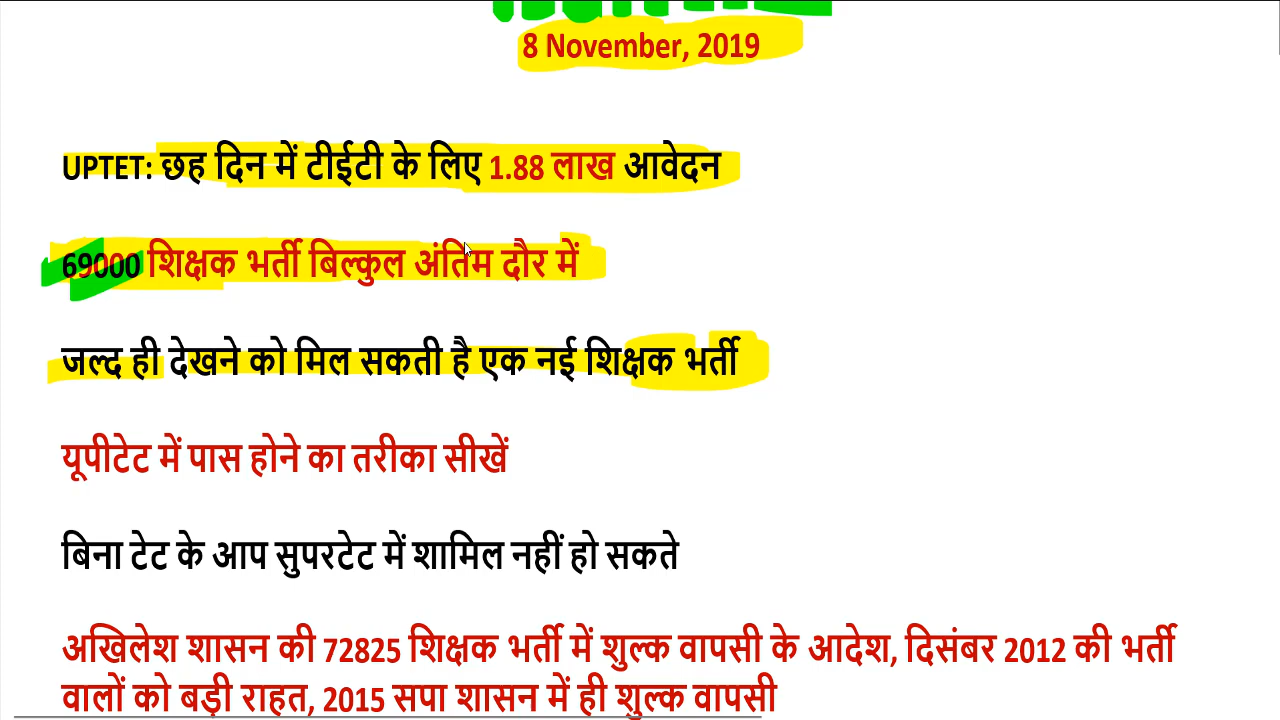 8 November, 2019
UPTET: छह दिन में टीईटी के लिए 1.88 लाख आवेदन
69000 शिक्षक भर्ती बिल्कुल अंतिम दौर में
जल्द ही देखने को मिल सकती है एक नई शिक्षक भर्ती
यूपीटेट में पास होने का तरीका सीखें
बिना टेट के आप सुपरटेट में शामिल नहीं हो सकते
अखिलेश शासन की 72825 शिक्षक भर्ती में शुल्क वापसी के आदेश, दिसंबर 2012 की भर्ती
वालों को बड़ी राहत, 2015 सपा शासन में ही शुल्क वापसी